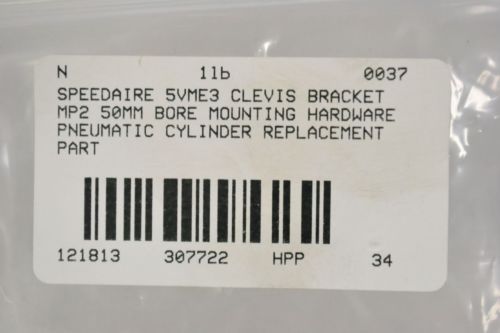 N 1lb 0037
SPEEDAIRE 5VME3 CLEVIS BRACKET
MP2 50MM BORE MOUNTING HARDWARE
PNEUMATIC CYLINDER REPLACEMENT
PART
121813 307722 HPP 34